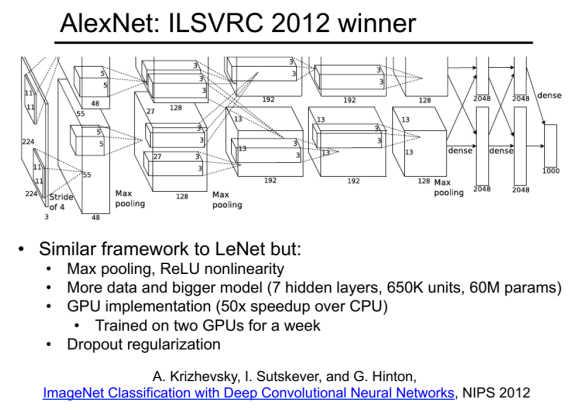 AlexNet: ILSVRC 2012 winner
5
5
48
3
3
128
3
3
192
3
3
192
128
2048
2048
dense
11
11
224
55
27
13
13
13
5
5
3
3
3
3
3
3
11
11
224
Stride
of 4
55
27
13
dense
dense
1000
3
48
Max
pooling
128
Max
pooling
192
192
128
Max
pooling
2048
2048
• Similar framework to LeNet but:
• Max pooling, ReLU nonlinearity
• More data and bigger model (7 hidden layers, 650K units, 60M params)
• GPU implementation (50x speedup over CPU)
• Trained on two GPUs for a week
• Dropout regularization
A. Krizhevsky, I. Sutskever, and G. Hinton,
ImageNet Classification with Deep Convolutional Neural Networks, NIPS 2012